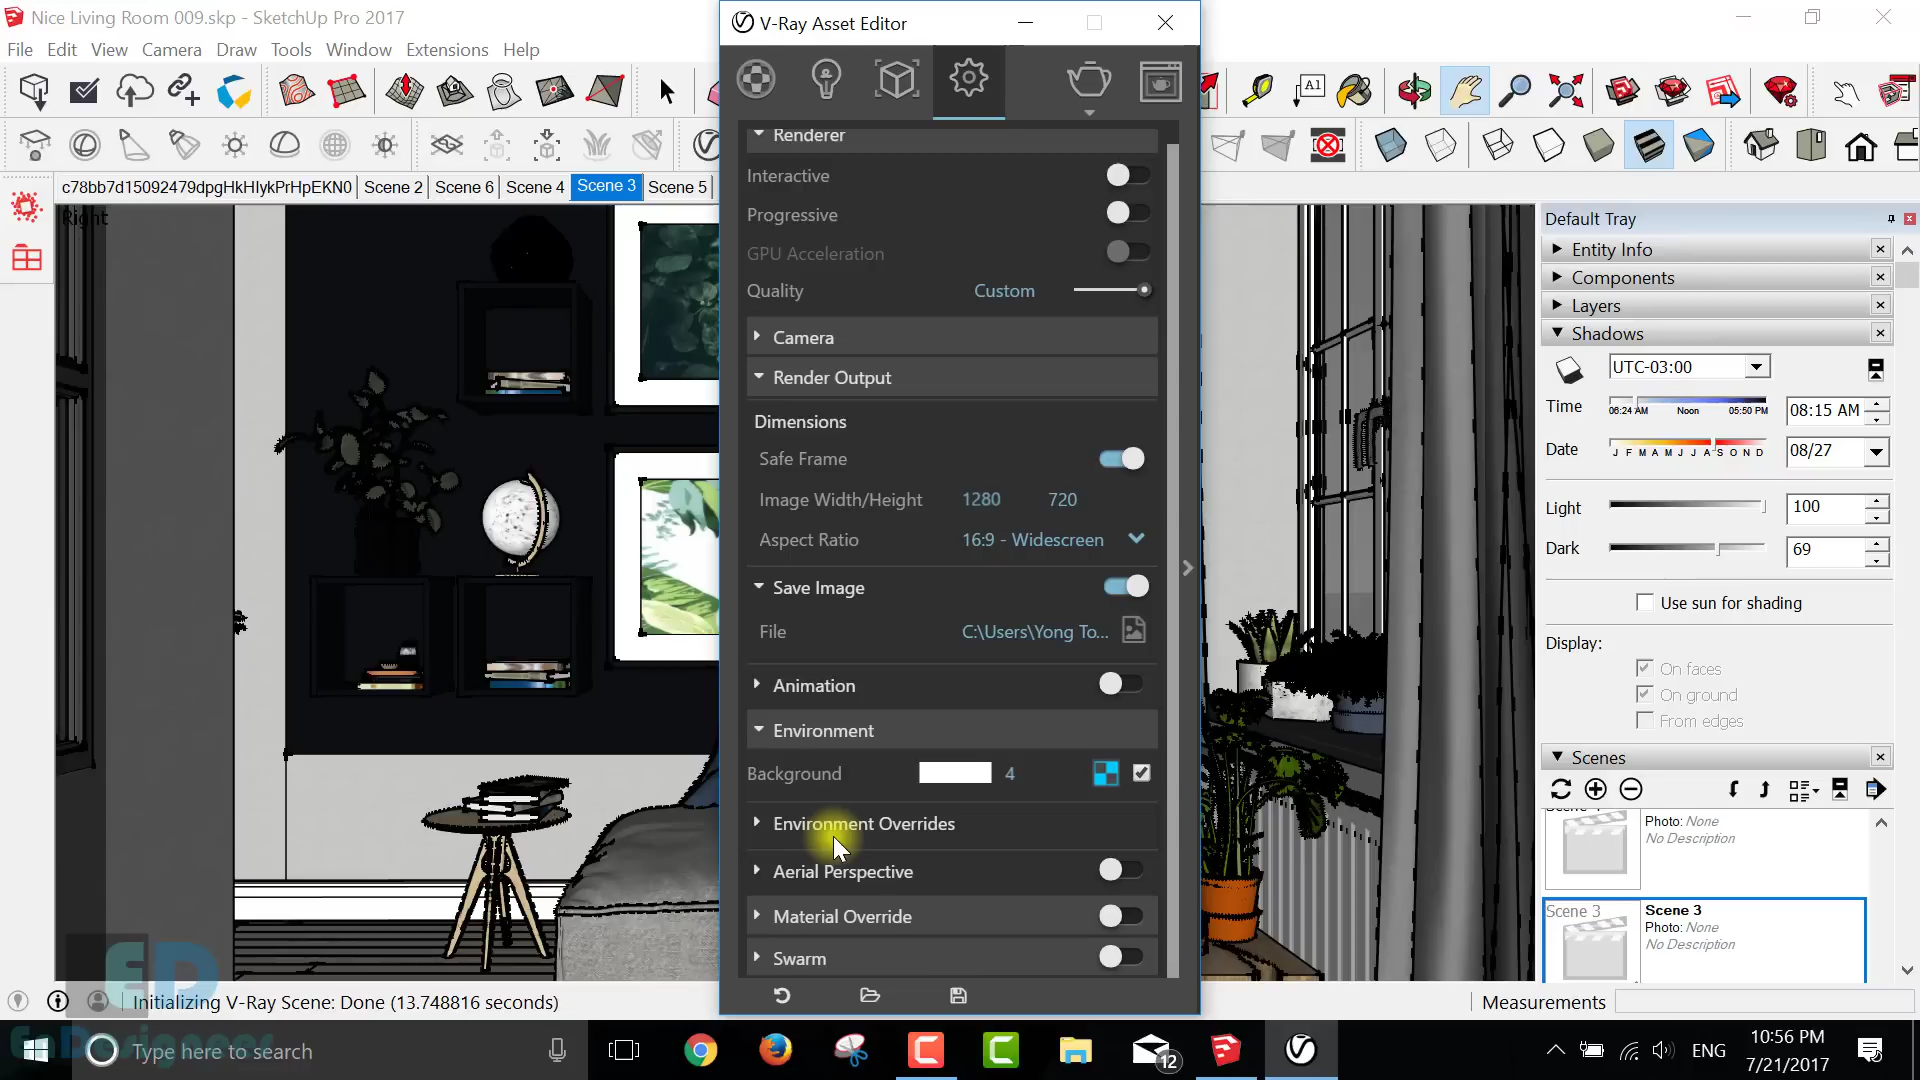 Nice Living Room 009.skp - SketchUp Pro 2017
File Edit View Camera Draw Tools Window Extensions Help
A1
c78bb7d15092479dpgHkHIykPrHpEKN0 Scene 2 Scene 6 Scene 4 Scene 3 Scene 5
Right
V-Ray Asset Editor
Renderer
Interactive
Progressive
GPU Acceleration
Quality Custom
Camera
Render Output
Dimensions
Safe Frame
Image Width/Height 1280 720
Aspect Ratio 16:9 - Widescreen
Save Image
File C:\Users\Yong To...
Animation
Environment
Background 4
Environment Overrides
Aerial Perspective
Material Override
Swarm
Default Tray
Entity Info
Components
Layers
Shadows
UTC-03:00
Time 06:24 AM Noon 05:50 PM 08:15 AM
Date J F M A M J J A S O N D 08/27
Light 100
Dark 69
Use sun for shading
Display:
On faces
On ground
From edges
Scenes
Photo: None
No Description
Scene 3 Scene 3
Photo: None
No Description
Initializing V-Ray Scene: Done (13.748816 seconds)
Measurements
ED
EnDesigneer
Type here to search
12
ENG
10:56 PM
7/21/2017